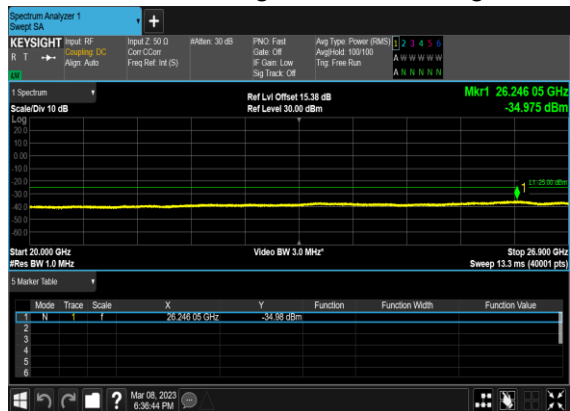 Spectrum Analyzer 1
Swept SA
KEYSIGHT Input: RF Input Z: 50 Ω #Atten: 30 dB PNO: Fast Avg Type: Power (RMS) 1 2 3 4 5 6
R T Coupling: DC Corr CCorr Gate: Off Avg|Hold: 100/100 A W W W W W
Align: Auto Freq Ref: Int (S) IF Gain: Low Trig: Free Run
LW Sig Track: Off A N N N N N
1 Spectrum Ref Lvl Offset 15.38 dB Mkr1 26.246 05 GHz
Scale/Div 10 dB Ref Level 30.00 dBm -34.975 dBm
Log
20.0
10.0
0.00
-10.0
-20.0
1 L1 -25.00 dBm
-30.0
-40.0
-50.0
-60.0
Start 20.000 GHz Video BW 3.0 MHz* Stop 26.900 GHz
#Res BW 1.0 MHz Sweep 13.3 ms (40001 pts)
5 Marker Table
Mode Trace Scale X Y Function Function Width Function Value
1 N 1 f 26.246 05 GHz -34.98 dBm
2
3
4
5
6
? Mar 08, 2023
6:36:44 PM